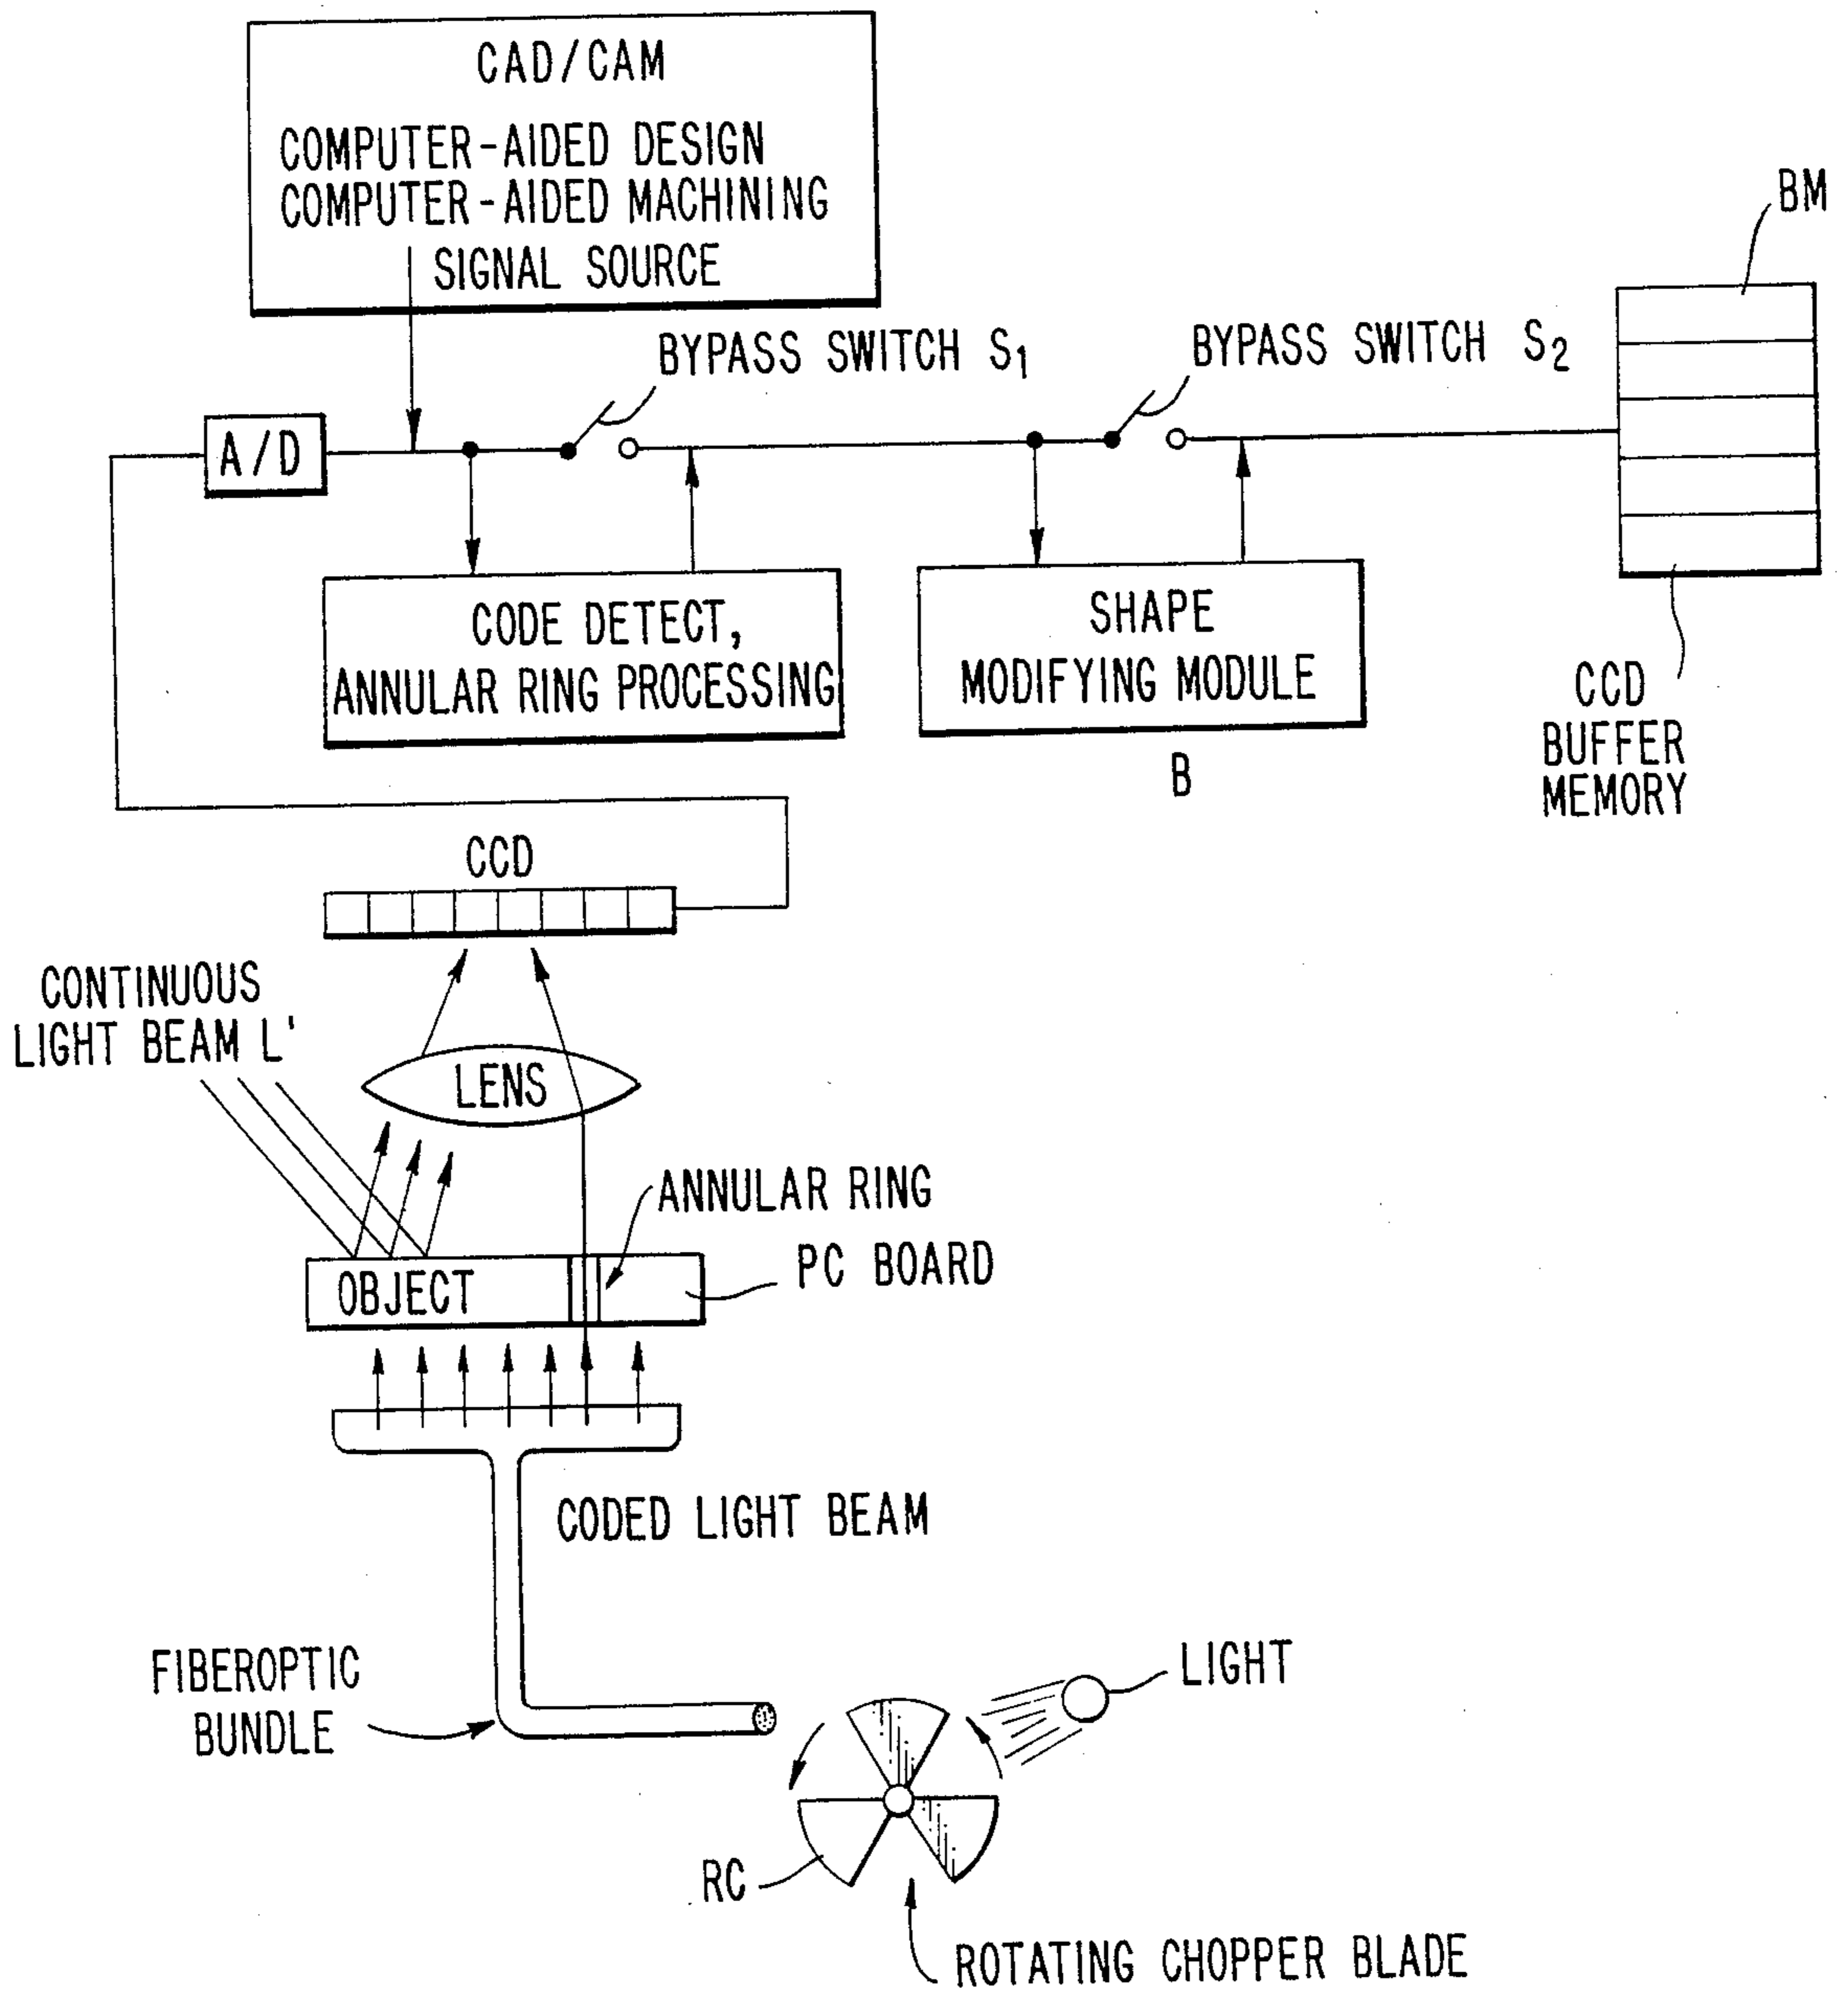 CAD/CAM
COMPUTER-AIDED DESIGN
COMPUTER-AIDED MACHINING
SIGNAL SOURCE
BM
BYPASS SWITCH S1
BYPASS SWITCH S2
A/D
CODE DETECT,
ANNULAR RING PROCESSING
SHAPE
MODIFYING MODULE
B
CCD
BUFFER
MEMORY
CCD
CONTINUOUS
LIGHT BEAM L'
LENS
ANNULAR RING
PC BOARD
OBJECT
CODED LIGHT BEAM
FIBEROPTIC
BUNDLE
LIGHT
RC
ROTATING CHOPPER BLADE